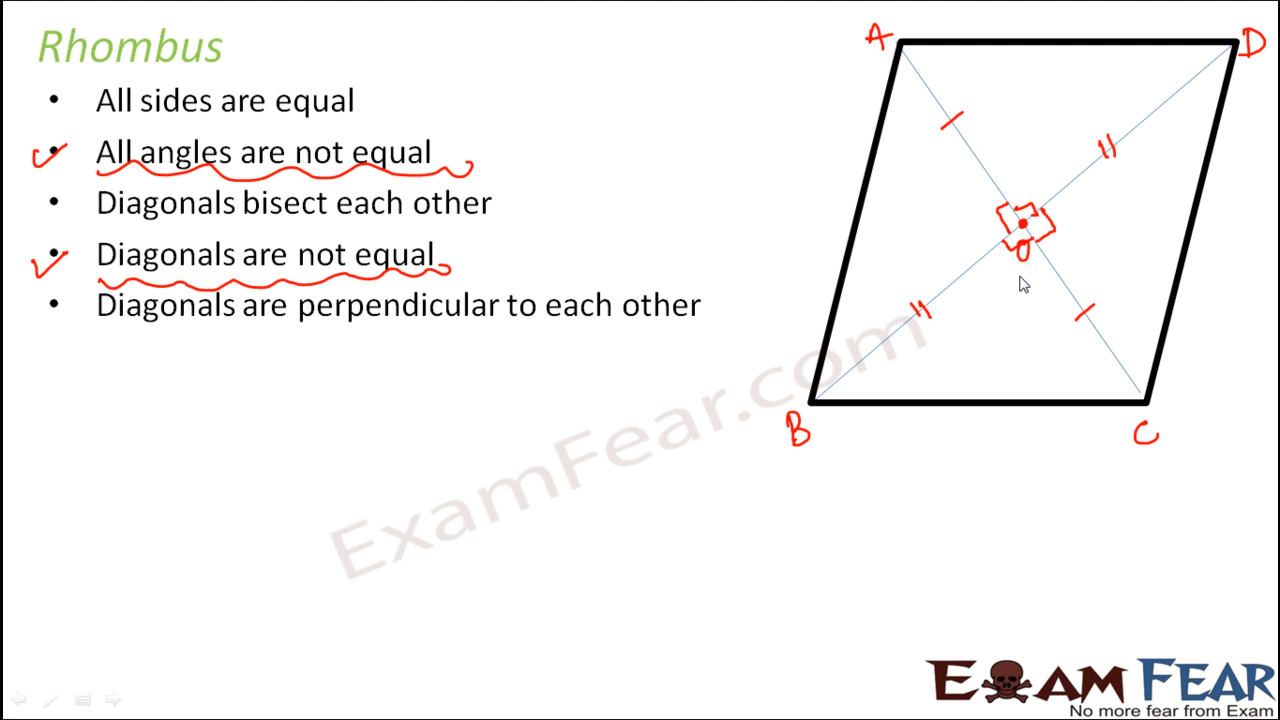 Rhombus
• All sides are equal
• All angles are not equal
• Diagonals bisect each other
• Diagonals are not equal
• Diagonals are perpendicular to each other
A
D
O
B
C
ExamFear.com
EXAM FEAR
No more fear from Exam